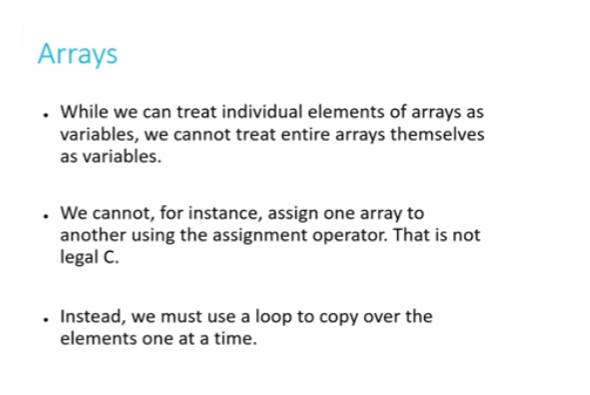 Arrays
• While we can treat individual elements of arrays as
variables, we cannot treat entire arrays themselves
as variables.
• We cannot, for instance, assign one array to
another using the assignment operator. That is not
legal C.
• Instead, we must use a loop to copy over the
elements one at a time.